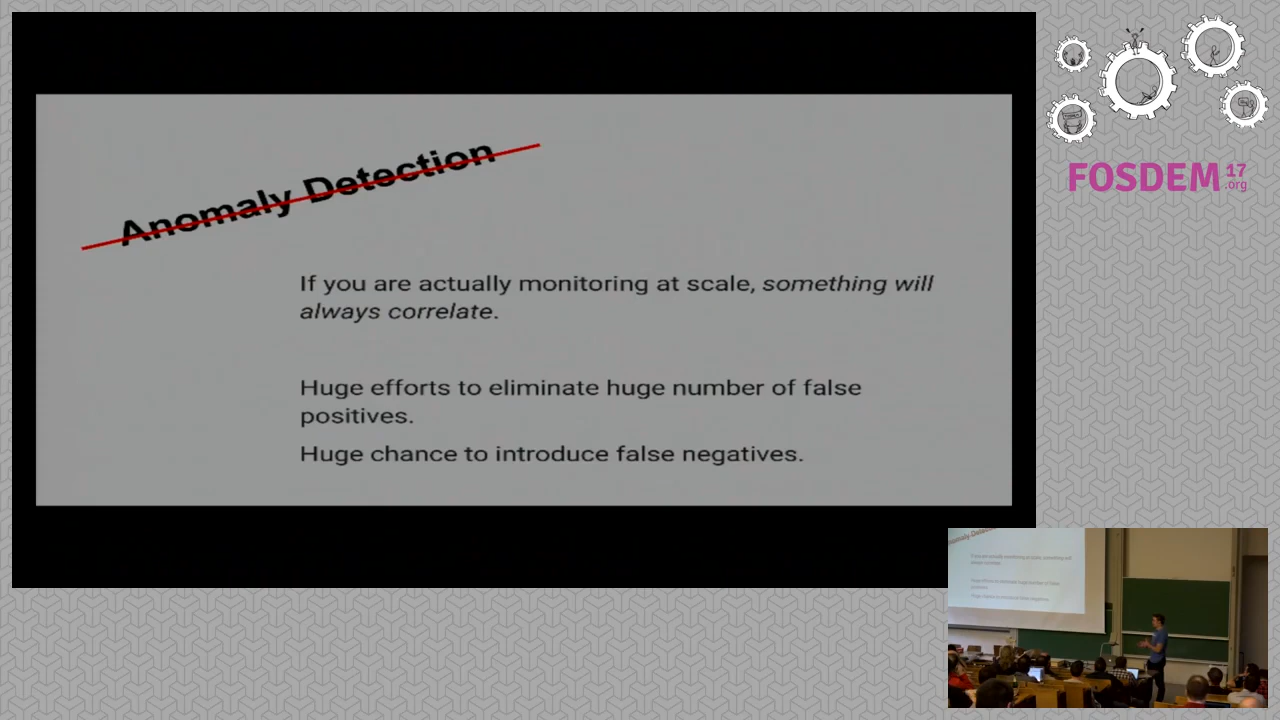 Anomaly Detection
If you are actually monitoring at scale, something will
always correlate.
Huge efforts to eliminate huge number of false
positives.
Huge chance to introduce false negatives.
FOSDEM 17
.org